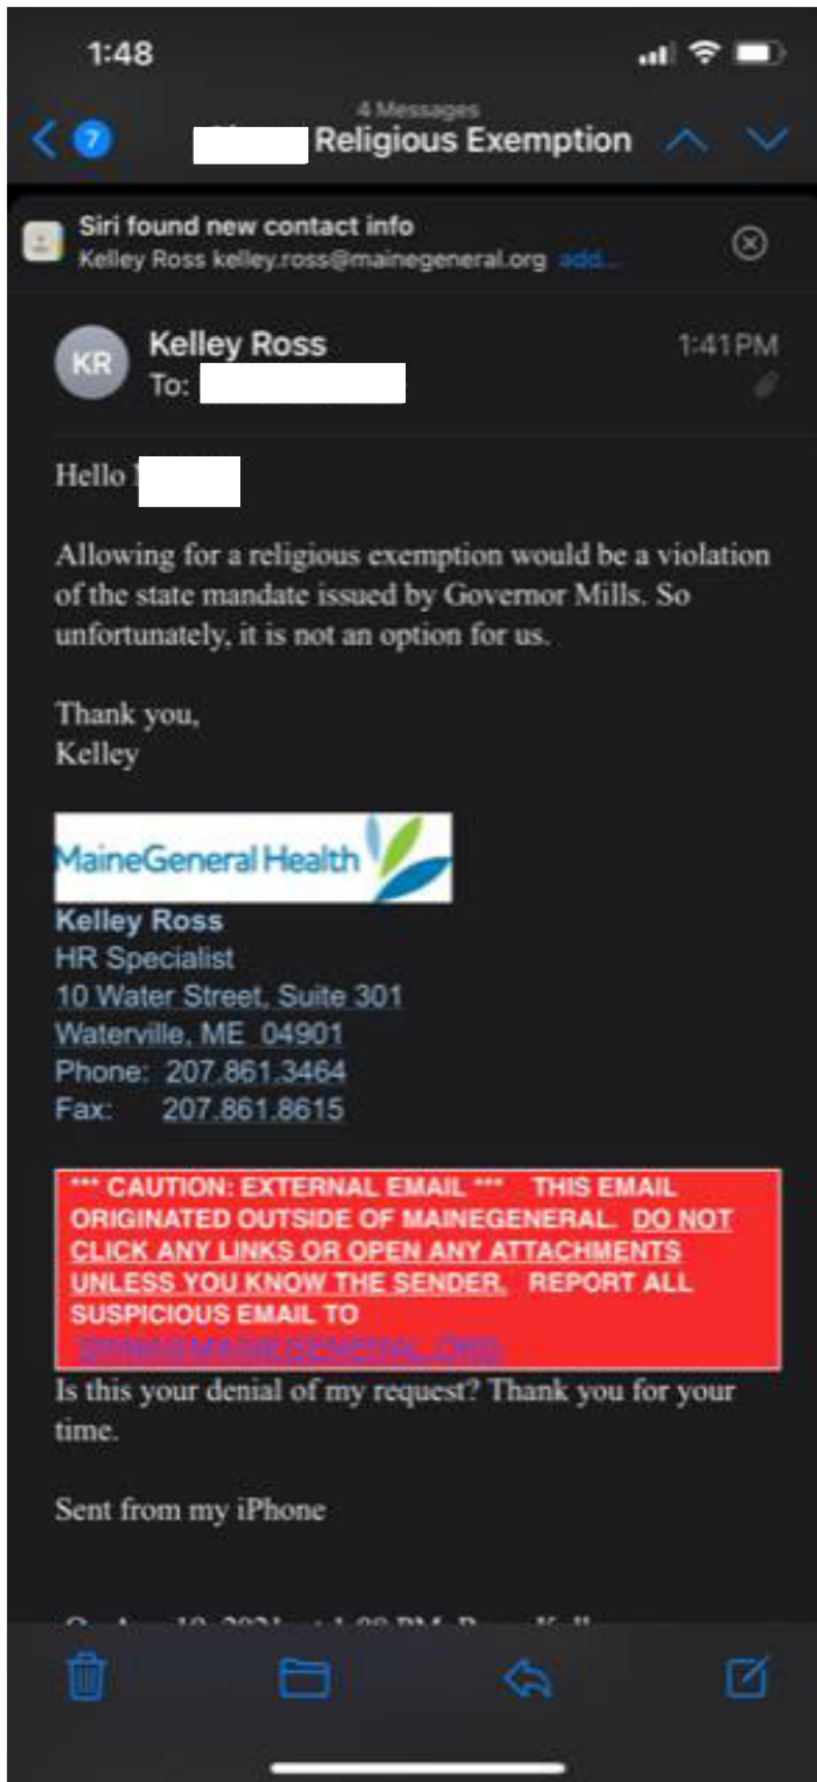 1:48
4 Messages
7
Religious Exemption
Siri found new contact info
Kelley Ross kelley.ross@mainegeneral.org add...
KR
Kelley Ross
1:41 PM
To:
Hello
Allowing for a religious exemption would be a violation
of the state mandate issued by Governor Mills. So
unfortunately, it is not an option for us.
Thank you,
Kelley
MaineGeneral Health
Kelley Ross
HR Specialist
10 Water Street, Suite 301
Waterville, ME 04901
Phone: 207.861.3464
Fax: 207.861.8615
*** CAUTION: EXTERNAL EMAIL *** THIS EMAIL
ORIGINATED OUTSIDE OF MAINEGENERAL. DO NOT
CLICK ANY LINKS OR OPEN ANY ATTACHMENTS
UNLESS YOU KNOW THE SENDER. REPORT ALL
SUSPICIOUS EMAIL TO
Is this your denial of my request? Thank you for your
time.
Sent from my iPhone